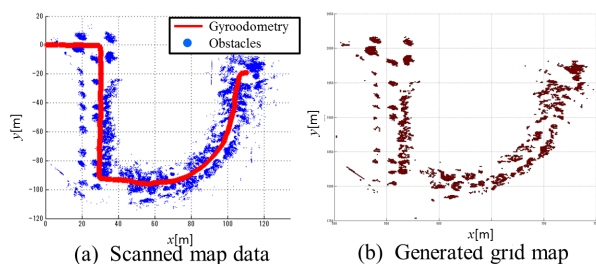 Gyroodometry
Obstacles
20
0
-20
-40
-60
-80
-100
-120
y[m]
0
20
40
60
80
100
120
x[m]
y[m]
x[m]
(a) Scanned map data
(b) Generated grid map